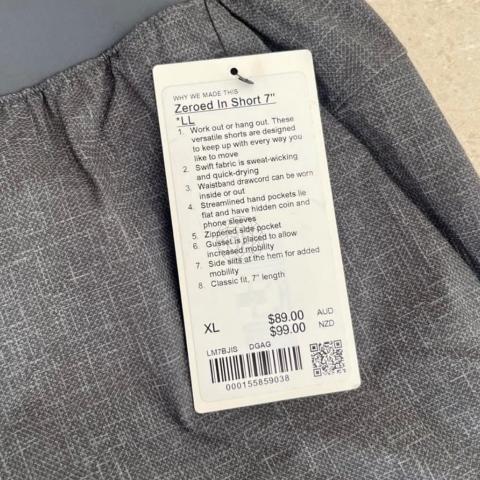 WHY WE MADE THIS
Zeroed In Short 7"
*LL
1. Work out or hang out. These
versatile shorts are designed
to keep up with every way you
like to move
2. Swift fabric is sweat-wicking
and quick-drying
3. Waistband drawcord can be worn
inside or out
4. Streamlined hand pockets lie
flat and have hidden coin and
phone sleeves
5. Zippered side pocket
6. Gusset is placed to allow
increased mobility
7. Side slits at the hem for added
mobility
8. Classic fit, 7" length
XL $89.00 AUD
$99.00 NZD
LM7BJIS DGAG
000155859038